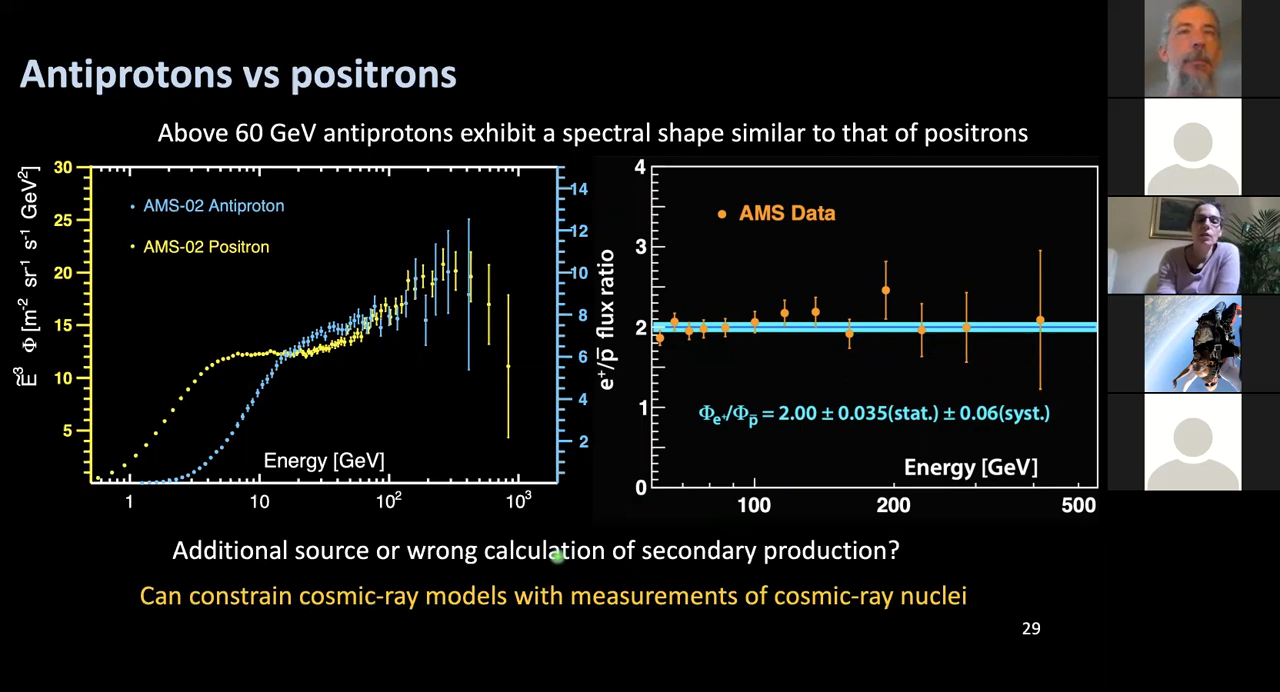 Antiprotons vs positrons
Above 60 GeV antiprotons exhibit a spectral shape similar to that of positrons
Ẽ³ Φ [m⁻² sr⁻¹ s⁻¹ GeV²]
30
25
20
15
10
5
AMS-02 Antiproton
AMS-02 Positron
Energy [GeV]
1
10
10²
10³
14
12
10
8
6
4
2
e⁺/p̅ flux ratio
4
3
2
1
0
AMS Data
Φe⁺/Φp̅ = 2.00 ± 0.035(stat.) ± 0.06(syst.)
Energy [GeV]
100
200
500
Additional source or wrong calculation of secondary production?
Can constrain cosmic-ray models with measurements of cosmic-ray nuclei
29